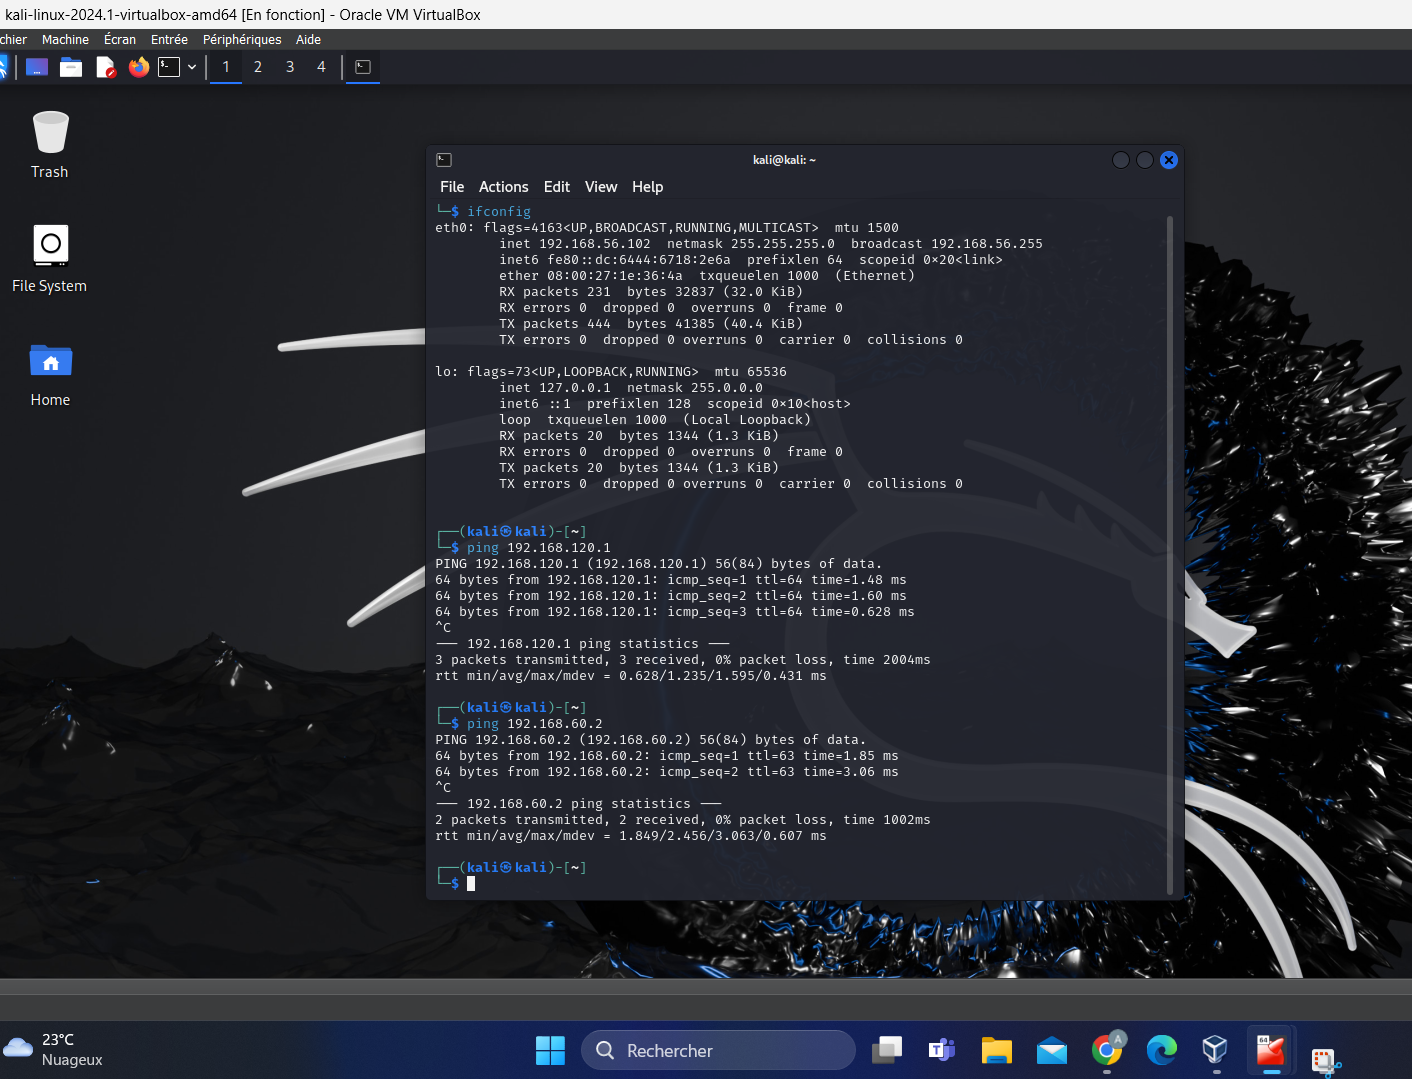 kali-linux-2024.1-virtualbox-amd64 [En fonction] - Oracle VM VirtualBox
chier Machine Écran Entrée Périphériques Aide
1 2 3 4
Trash
File System
Home
kali@kali: ~
File Actions Edit View Help
└─$ ifconfig
eth0: flags=4163<UP,BROADCAST,RUNNING,MULTICAST>  mtu 1500
        inet 192.168.56.102  netmask 255.255.255.0  broadcast 192.168.56.255
        inet6 fe80::dc:6444:6718:2e6a  prefixlen 64  scopeid 0×20<link>
        ether 08:00:27:1e:36:4a  txqueuelen 1000  (Ethernet)
        RX packets 231  bytes 32837 (32.0 KiB)
        RX errors 0  dropped 0  overruns 0  frame 0
        TX packets 444  bytes 41385 (40.4 KiB)
        TX errors 0  dropped 0 overruns 0  carrier 0  collisions 0
lo: flags=73<UP,LOOPBACK,RUNNING>  mtu 65536
        inet 127.0.0.1  netmask 255.0.0.0
        inet6 ::1  prefixlen 128  scopeid 0×10<host>
        loop  txqueuelen 1000  (Local Loopback)
        RX packets 20  bytes 1344 (1.3 KiB)
        RX errors 0  dropped 0  overruns 0  frame 0
        TX packets 20  bytes 1344 (1.3 KiB)
        TX errors 0  dropped 0 overruns 0  carrier 0  collisions 0
┌──(kali㉿kali)-[~]
└─$ ping 192.168.120.1
PING 192.168.120.1 (192.168.120.1) 56(84) bytes of data.
64 bytes from 192.168.120.1: icmp_seq=1 ttl=64 time=1.48 ms
64 bytes from 192.168.120.1: icmp_seq=2 ttl=64 time=1.60 ms
64 bytes from 192.168.120.1: icmp_seq=3 ttl=64 time=0.628 ms
^C
--- 192.168.120.1 ping statistics ---
3 packets transmitted, 3 received, 0% packet loss, time 2004ms
rtt min/avg/max/mdev = 0.628/1.235/1.595/0.431 ms
┌──(kali㉿kali)-[~]
└─$ ping 192.168.60.2
PING 192.168.60.2 (192.168.60.2) 56(84) bytes of data.
64 bytes from 192.168.60.2: icmp_seq=1 ttl=63 time=1.85 ms
64 bytes from 192.168.60.2: icmp_seq=2 ttl=63 time=3.06 ms
^C
--- 192.168.60.2 ping statistics ---
2 packets transmitted, 2 received, 0% packet loss, time 1002ms
rtt min/avg/max/mdev = 1.849/2.456/3.063/0.607 ms
┌──(kali㉿kali)-[~]
└─$
23°C
Nuageux
Rechercher
A
64